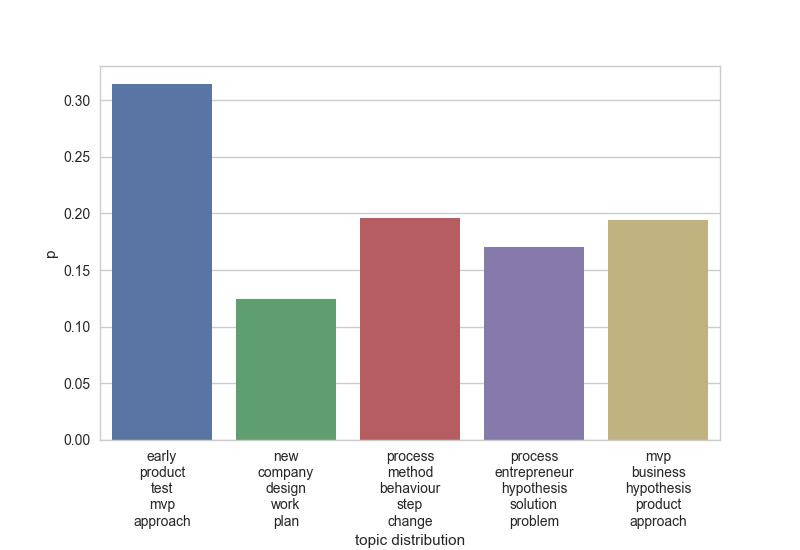 0.30
0.25
0.20
0.15
0.10
0.05
0.00
p
early
product
test
mvp
approach
new
company
design
work
plan
process
method
behaviour
step
change
process
entrepreneur
hypothesis
solution
problem
mvp
business
hypothesis
product
approach
topic distribution